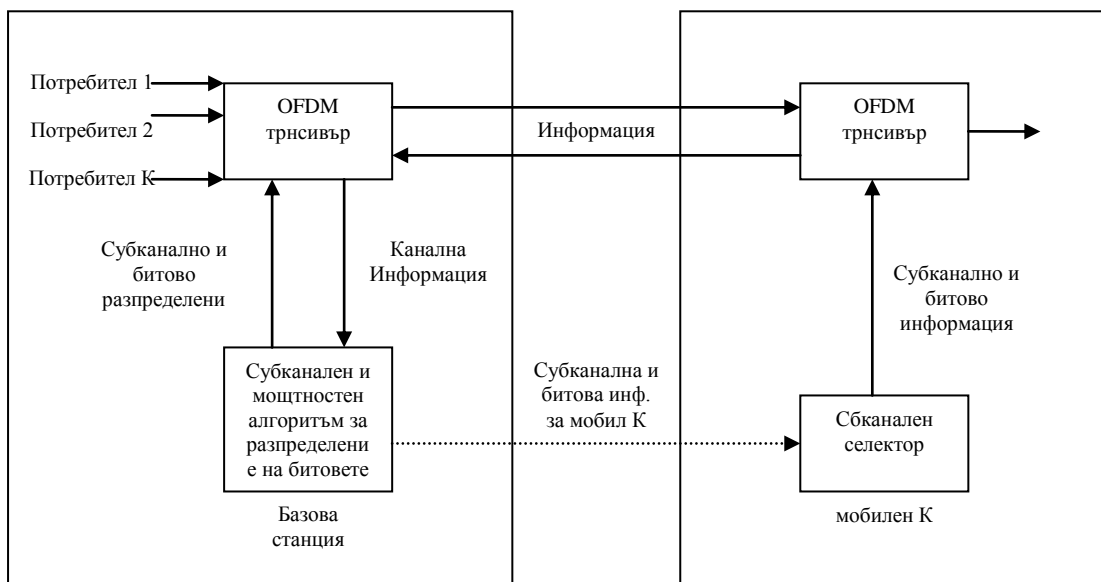 Потребител 1
Потребител 2
Потребител К
OFDM
трнсивър
Информация
OFDM
трнсивър
Субканално и
битово
разпределени
Канална
Информация
Субканално и
битово
информация
Субканален и
мощтностен
алгоритъм за
разпределени
е на битовете
Субканална и
битова инф.
за мобил К
Сбканален
селектор
Базова
станция
мобилен К